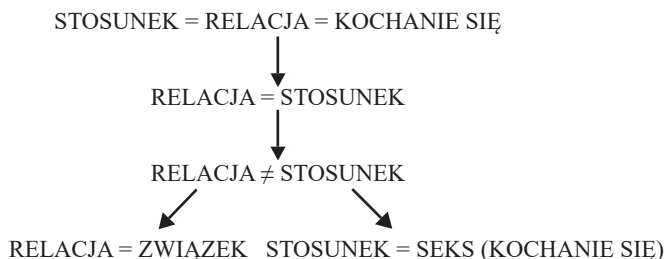 STOSUNEK = RELACJA = KOCHANIE SIĘ
RELACJA = STOSUNEK
RELACJA ≠ STOSUNEK
RELACJA = ZWIĄZEK STOSUNEK = SEKS (KOCHANIE SIĘ)